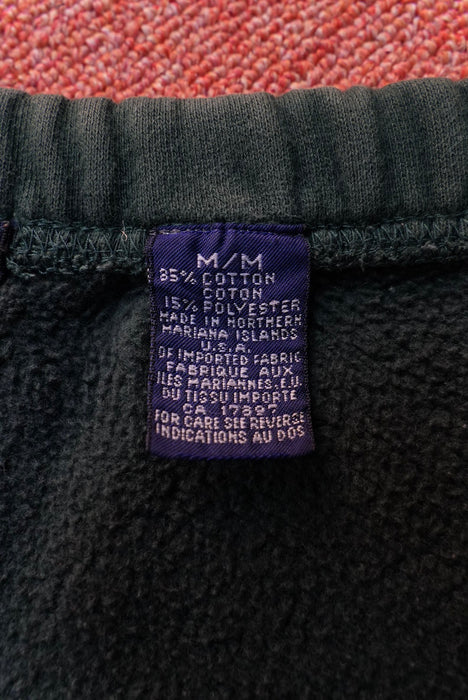 M/M
85% COTTON
COTON
15% POLYESTER
MADE IN NORTHERN
MARIANA ISLANDS
U.S.A.
OF IMPORTED FABRIC
FABRIQUE AUX
ILES MARIANNES.E.U.
DU TISSU IMPORTE
CA 17897
FOR CARE SEE REVERSE
INDICATIONS AU DOS